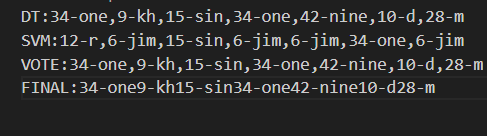 DT:34-one,9-kh,15-sin,34-one,42-nine,10-d,28-m
SVM:12-r,6-jim,15-sin,6-jim,6-jim,34-one,6-jim
VOTE:34-one,9-kh,15-sin,34-one,42-nine,10-d,28-m
FINAL:34-one9-kh15-sin34-one42-nine10-d28-m